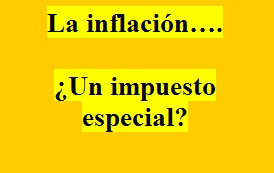 La inflación....
¿Un impuesto
especial?